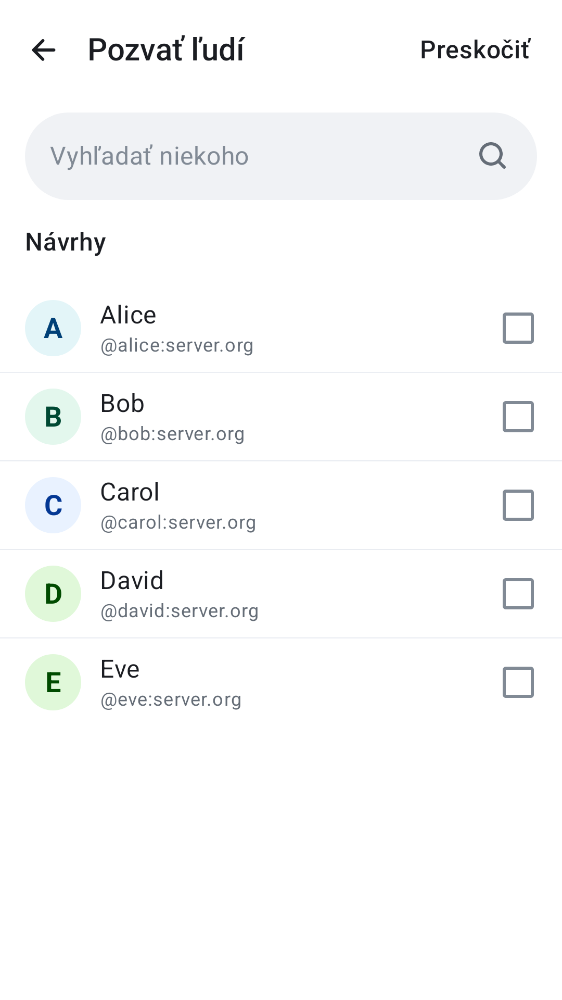 Pozvať ľudí
Preskočiť
Vyhľadať niekoho
Návrhy
A
Alice
@alice:server.org
B
Bob
@bob:server.org
C
Carol
@carol:server.org
D
David
@david:server.org
E
Eve
@eve:server.org